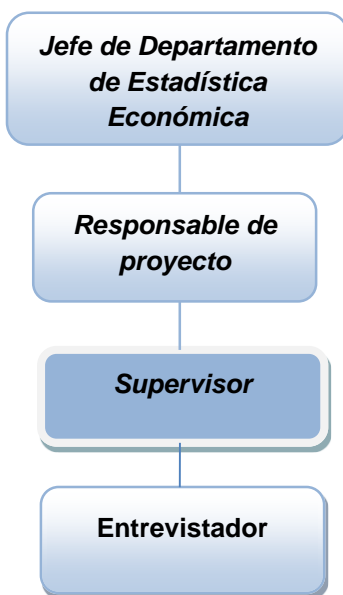 Jefe de Departamento
de Estadística
Económica
Responsable de
proyecto
Supervisor
Entrevistador